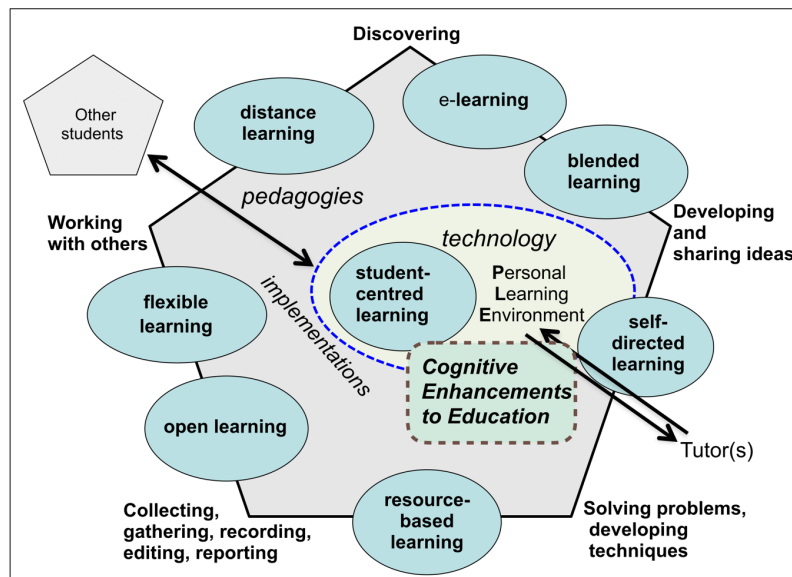 Discovering
Other
students
distance
learning
e-learning
blended
learning
pedagogies
Working
with others
Developing
and
sharing ideas
technology
student-
centred
learning
Personal
Learning
Environment
implementations
flexible
learning
self-
directed
learning
Cognitive
Enhancements
to Education
open learning
Tutor(s)
resource-
based
learning
Collecting,
gathering, recording,
editing, reporting
Solving problems,
developing
techniques